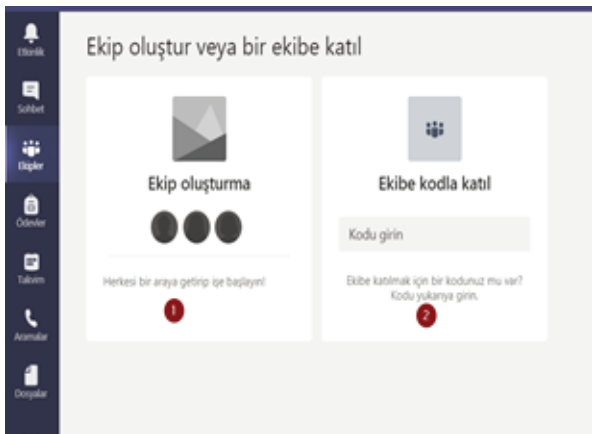 Etkinlik
Sohbet
Ekipler
Ödevler
Takvim
Aramalar
Dosyalar
Ekip oluştur veya bir ekibe katıl
Ekip oluşturma
Herkesi bir araya getirip işe başlayın!
1
Ekibe kodla katıl
Kodu girin
Ekibe katılmak için bir kodunuz mu var?
Kodu yukarıya girin.
2